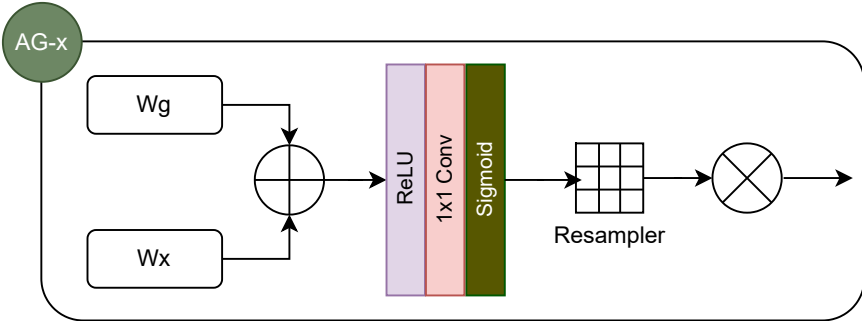 AG-x
Wg
Wx
ReLU
1x1 Conv
Sigmoid
Resampler